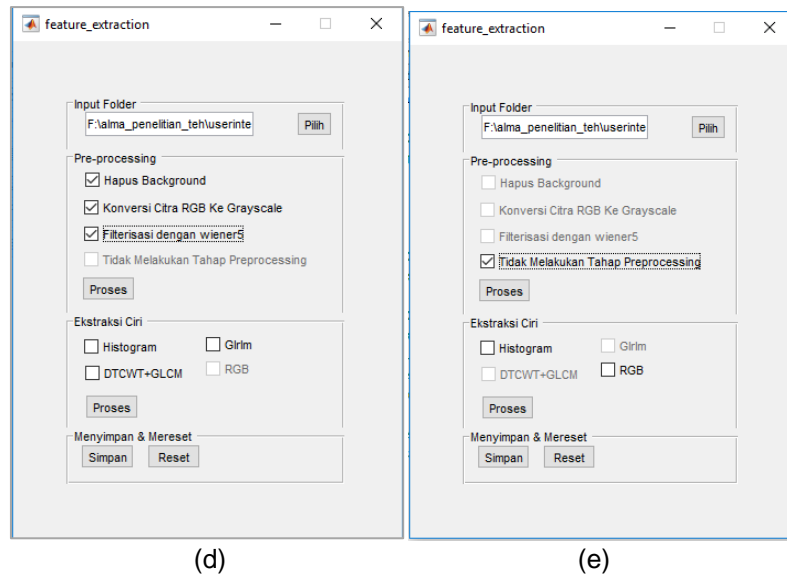 feature_extraction
Input Folder
F:\alma_penelitian_teh\userinte
Pilih
Pre-processing
Hapus Background
Konversi Citra RGB Ke Grayscale
Filterisasi dengan wiener5
Tidak Melakukan Tahap Preprocessing
Proses
Ekstraksi Ciri
Histogram
Glrlm
DTCWT+GLCM
RGB
Proses
Menyimpan & Mereset
Simpan
Reset
(d)
feature_extraction
Input Folder
F:\alma_penelitian_teh\userinte
Pilih
Pre-processing
Hapus Background
Konversi Citra RGB Ke Grayscale
Filterisasi dengan wiener5
Tidak Melakukan Tahap Preprocessing
Proses
Ekstraksi Ciri
Histogram
Glrlm
DTCWT+GLCM
RGB
Proses
Menyimpan & Mereset
Simpan
Reset
(e)